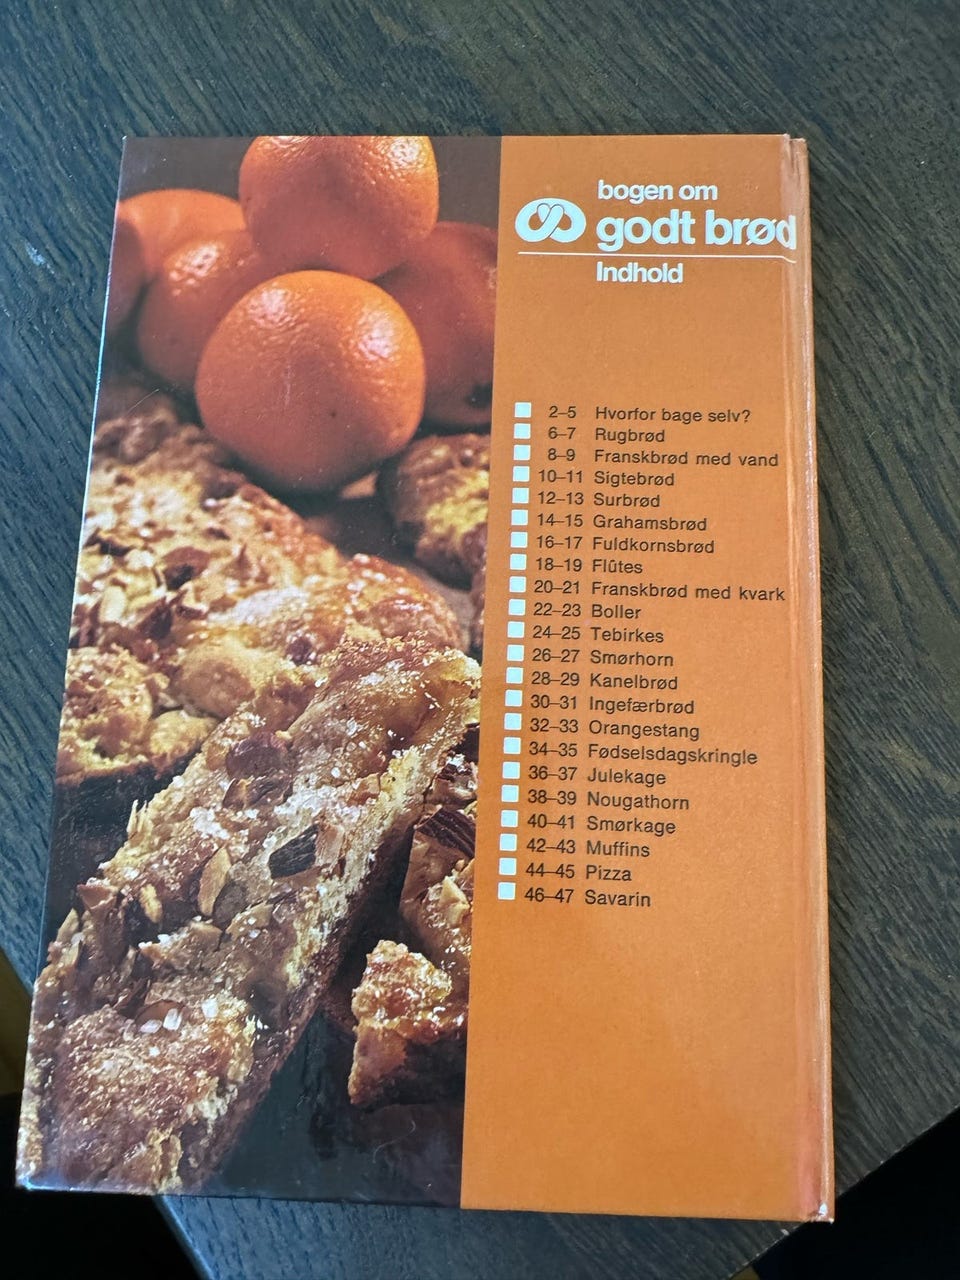 bogen om
godt brød
Indhold
2–5 Hvorfor bage selv?
6–7 Rugbrød
8–9 Franskbrød med vand
10–11 Sigtebrød
12–13 Surbrød
14–15 Grahamsbrød
16–17 Fuldkornsbrød
18–19 Flûtes
20–21 Franskbrød med kvark
22–23 Boller
24–25 Tebirkes
26–27 Smørhorn
28–29 Kanelbrød
30–31 Ingefærbrød
32–33 Orangestang
34–35 Fødselsdagskringle
36–37 Julekage
38–39 Nougathorn
40–41 Smørkage
42–43 Muffins
44–45 Pizza
46–47 Savarin